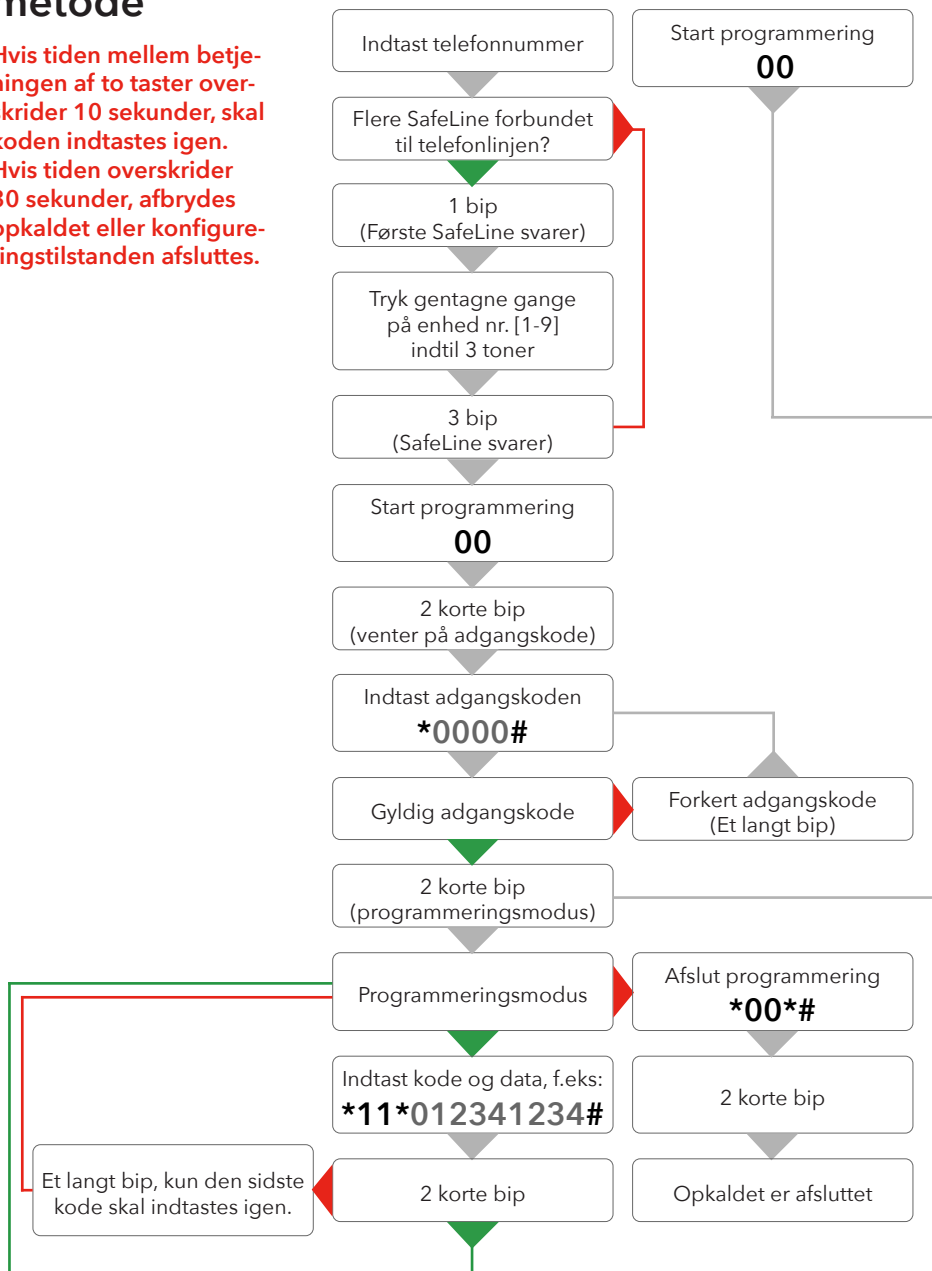 metode
Hvis tiden mellem betje-
ningen af to taster over-
skrider 10 sekunder, skal
koden indtastes igen.
Hvis tiden overskrider
30 sekunder, afbrydes
opkaldet eller konfigure-
ringstilstanden afsluttes.
Indtast telefonnummer
Flere SafeLine forbundet
til telefonlinjen?
1 bip
(Første SafeLine svarer)
Tryk gentagne gange
på enhed nr. [1-9]
indtil 3 toner
3 bip
(SafeLine svarer)
Start programmering
00
2 korte bip
(venter på adgangskode)
Indtast adgangskoden
*0000#
Gyldig adgangskode
2 korte bip
(programmeringsmodus)
Programmeringsmodus
Indtast kode og data, f.eks:
*11*012341234#
2 korte bip
Et langt bip, kun den sidste
kode skal indtastes igen.
Start programmering
00
Forkert adgangskode
(Et langt bip)
Afslut programmering
*00*#
2 korte bip
Opkaldet er afsluttet